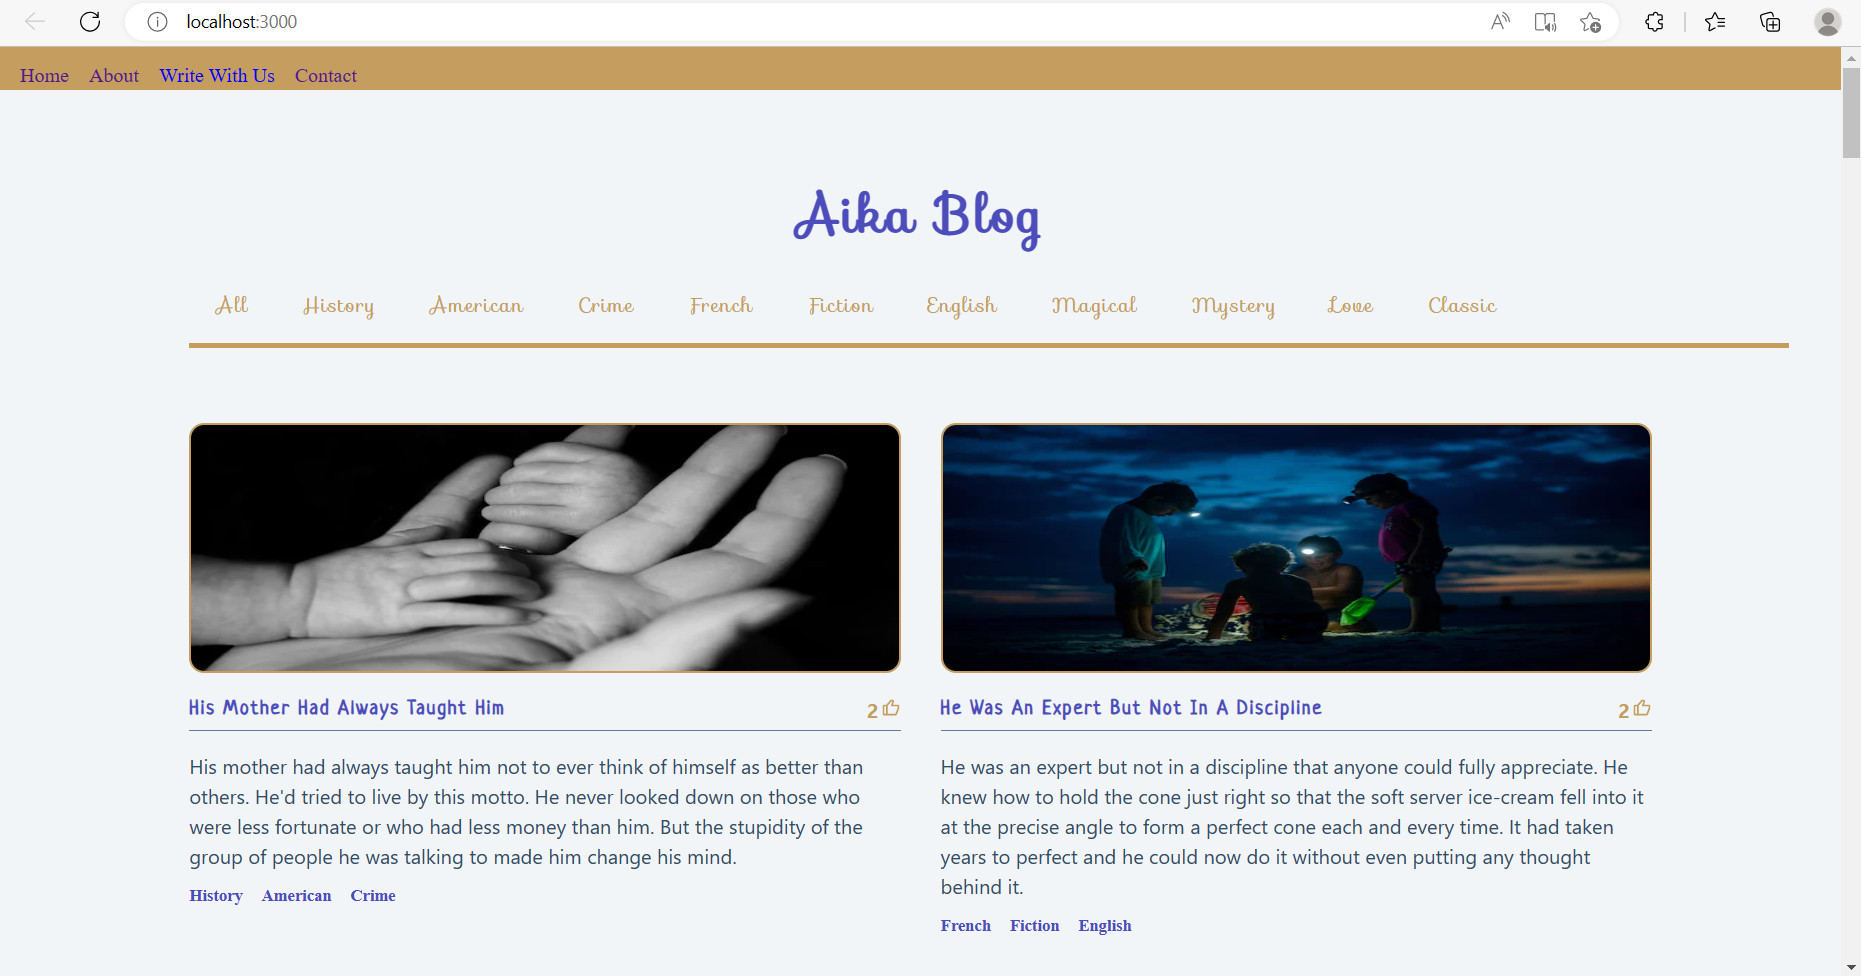 localhost:3000
Home About Write With Us Contact
Aika Blog
All History American Crime French Fiction English Magical Mystery Love Classic
His Mother Had Always Taught Him 2
His mother had always taught him not to ever think of himself as better than
others. He'd tried to live by this motto. He never looked down on those who
were less fortunate or who had less money than him. But the stupidity of the
group of people he was talking to made him change his mind.
History American Crime
He Was An Expert But Not In A Discipline 2
He was an expert but not in a discipline that anyone could fully appreciate. He
knew how to hold the cone just right so that the soft server ice-cream fell into it
at the precise angle to form a perfect cone each and every time. It had taken
years to perfect and he could now do it without even putting any thought
behind it.
French Fiction English